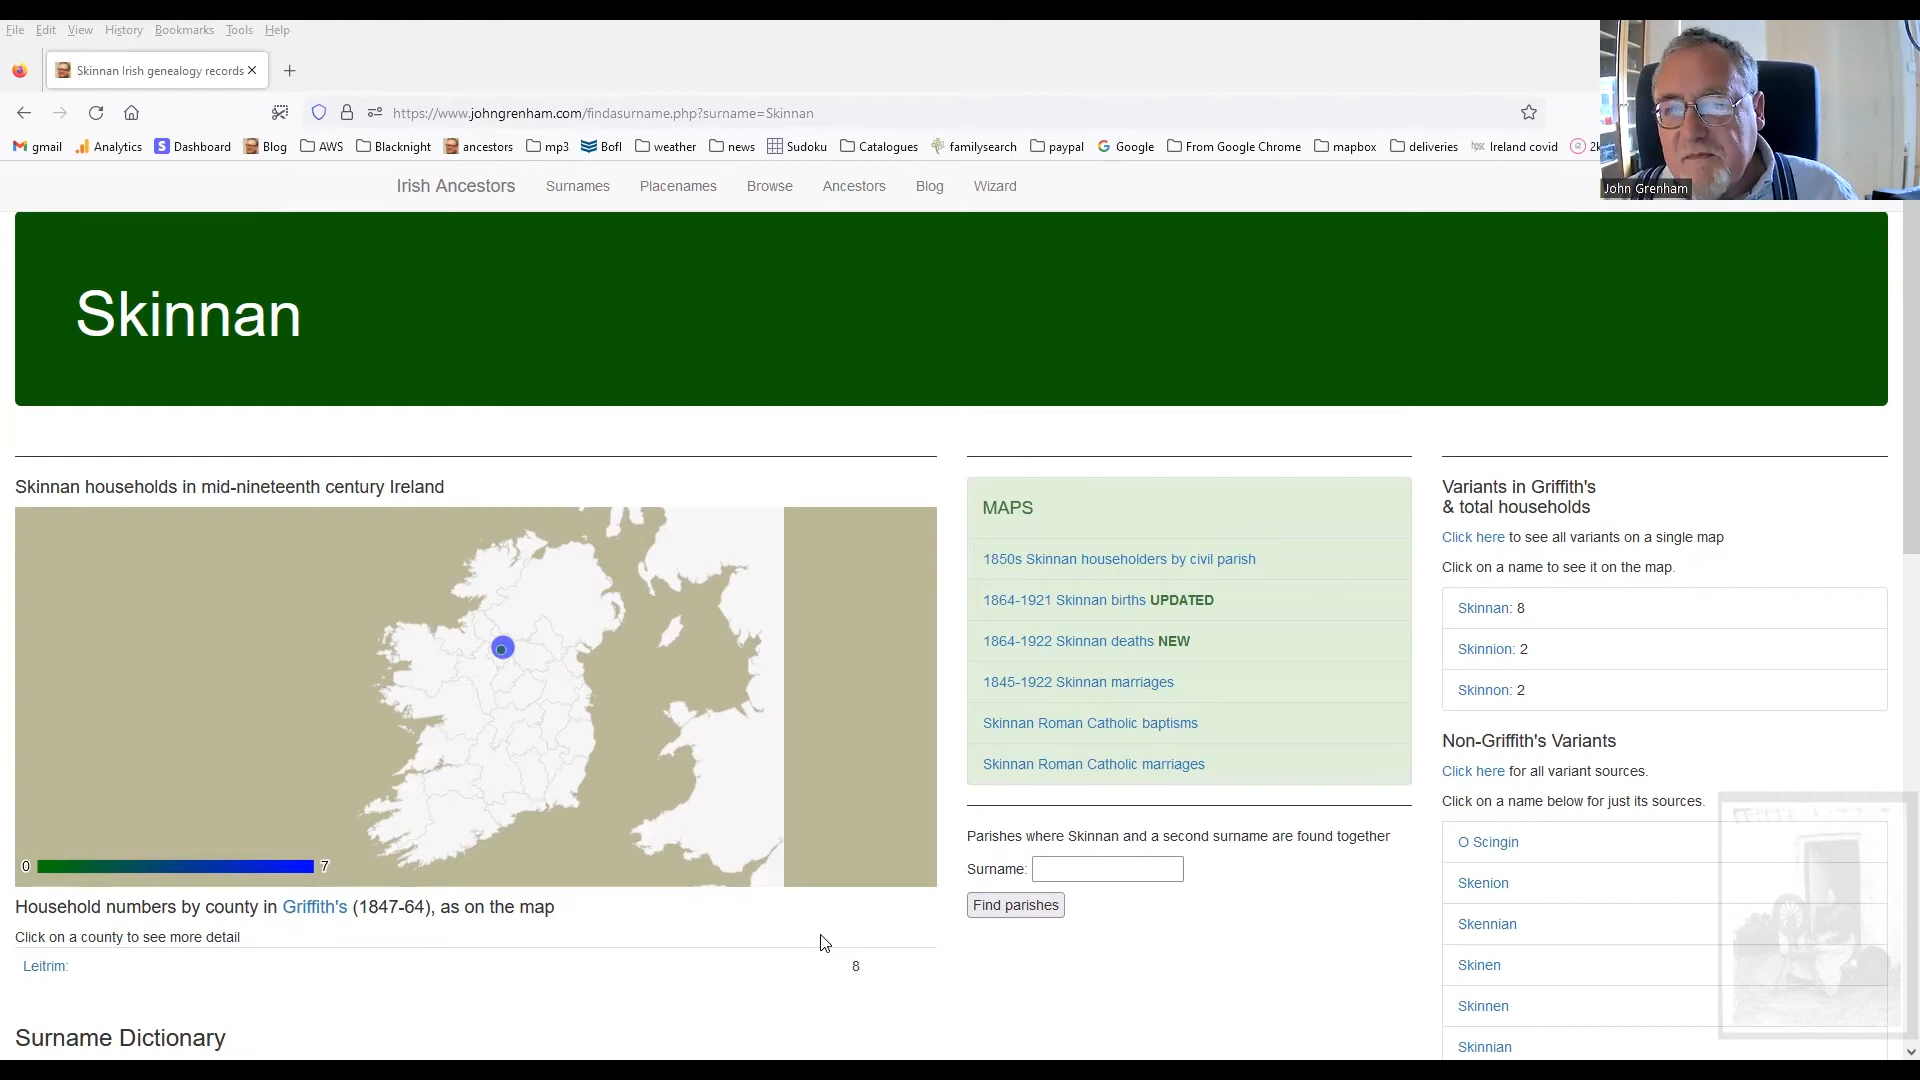 File Edit View History Bookmarks Tools Help
Skinnan Irish genealogy records
https://www.johngrenham.com/findasurname.php?surname=Skinnan
gmail Analytics Dashboard Blog AWS Blacknight ancestors mp3 BofI weather news Sudoku Catalogues familysearch paypal Google From Google Chrome mapbox deliveries Ireland covid
John Grenham
Irish Ancestors Surnames Placenames Browse Ancestors Blog Wizard
Skinnan
Skinnan households in mid-nineteenth century Ireland
0 7
Household numbers by county in Griffith's (1847-64), as on the map
Click on a county to see more detail
Leitrim: 8
Surname Dictionary
MAPS
1850s Skinnan householders by civil parish
1864-1921 Skinnan births UPDATED
1864-1922 Skinnan deaths NEW
1845-1922 Skinnan marriages
Skinnan Roman Catholic baptisms
Skinnan Roman Catholic marriages
Parishes where Skinnan and a second surname are found together
Surname:
Find parishes
Variants in Griffith's
& total households
Click here to see all variants on a single map
Click on a name to see it on the map.
Skinnan: 8
Skinnion: 2
Skinnon: 2
Non-Griffith's Variants
Click here for all variant sources.
Click on a name below for just its sources.
O Scingin
Skenion
Skennian
Skinen
Skinnen
Skinnian